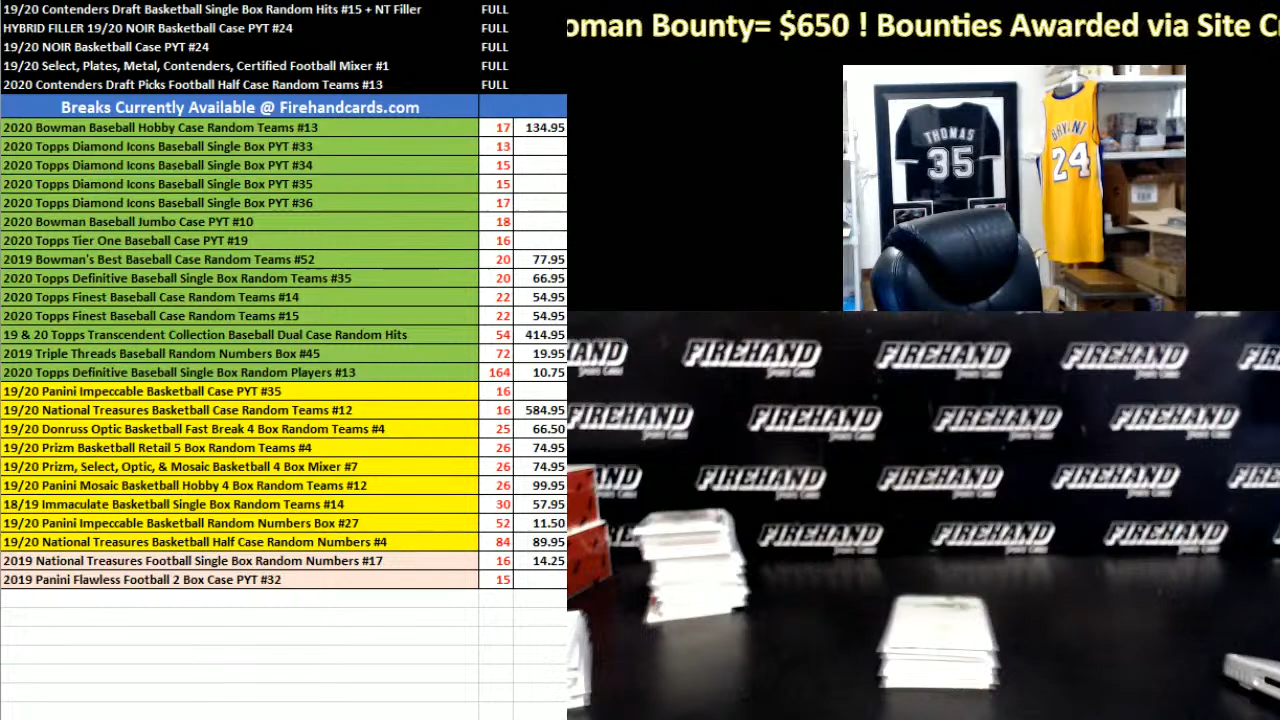 19/20 Contenders Draft Basketball Single Box Random Hits #15 + NT Filler FULL
HYBRID FILLER 19/20 NOIR Basketball Case PYT #24 FULL
19/20 NOIR Basketball Case PYT #24 FULL
19/20 Select, Plates, Metal, Contenders, Certified Football Mixer #1 FULL
2020 Contenders Draft Picks Football Half Case Random Teams #13 FULL
Breaks Currently Available @ Firehandcards.com
2020 Bowman Baseball Hobby Case Random Teams #13 17 134.95
2020 Topps Diamond Icons Baseball Single Box PYT #33 13
2020 Topps Diamond Icons Baseball Single Box PYT #34 15
2020 Topps Diamond Icons Baseball Single Box PYT #35 15
2020 Topps Diamond Icons Baseball Single Box PYT #36 17
2020 Bowman Baseball Jumbo Case PYT #10 18
2020 Topps Tier One Baseball Case PYT #19 16
2019 Bowman's Best Baseball Case Random Teams #52 20 77.95
2020 Topps Definitive Baseball Single Box Random Teams #35 20 66.95
2020 Topps Finest Baseball Case Random Teams #14 22 54.95
2020 Topps Finest Baseball Case Random Teams #15 22 54.95
19 & 20 Topps Transcendent Collection Baseball Dual Case Random Hits 54 414.95
2019 Triple Threads Baseball Random Numbers Box #45 72 19.95
2020 Topps Definitive Baseball Single Box Random Players #13 164 10.75
19/20 Panini Impeccable Basketball Case PYT #35 16
19/20 National Treasures Basketball Case Random Teams #12 16 584.95
19/20 Donruss Optic Basketball Fast Break 4 Box Random Teams #4 25 66.50
19/20 Prizm Basketball Retail 5 Box Random Teams #4 26 74.95
19/20 Prizm, Select, Optic, & Mosaic Basketball 4 Box Mixer #7 26 74.95
19/20 Panini Mosaic Basketball Hobby 4 Box Random Teams #12 26 99.95
18/19 Immaculate Basketball Single Box Random Teams #14 30 57.95
19/20 Panini Impeccable Basketball Random Numbers Box #27 52 11.50
19/20 National Treasures Basketball Half Case Random Numbers #4 84 89.95
2019 National Treasures Football Single Box Random Numbers #17 16 14.25
2019 Panini Flawless Football 2 Box Case PYT #32 15
oman Bounty= $650 ! Bounties Awarded via Site C
THOMAS
35
BRYANT
24
HAND FIREHAND FIREHAND FIREHAND FIREH
FIREHAND FIREHAND FIREHAND FIREHAND
HAND FIREHAND FIREHAND FIREHAND FIRE
FIREHAND FIREHAND FIREHAND